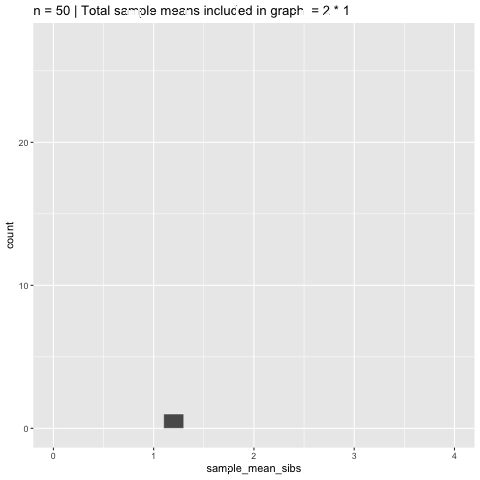 n = 50 | Total sample means included in graph = 2 * 1
20
10
0
count
0 1 2 3 4
sample_mean_sibs